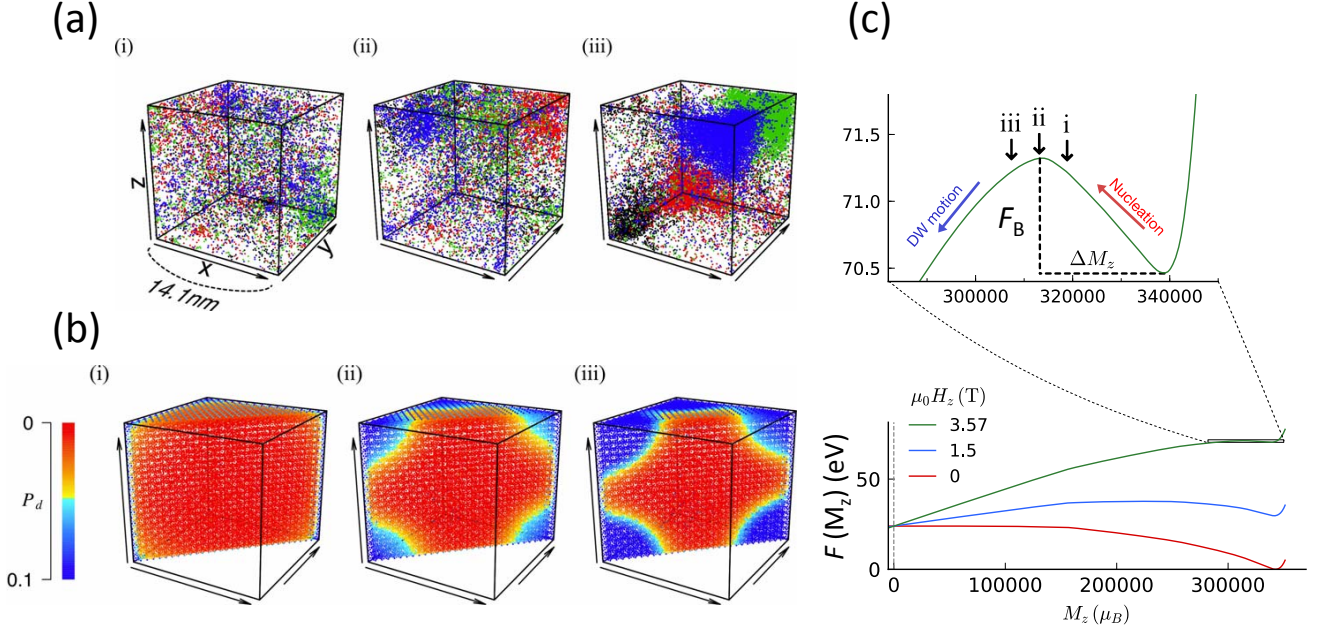 (a)
(i)
(ii)
(iii)
z
x
y
14.1nm
(b)
(i)
(ii)
(iii)
0
P_d
0.1
(c)
71.5
71.0
70.5
iii
ii
i
DW motion
F_B
Nucleation
ΔM_z
300000
320000
340000
μ₀H_z (T)
3.57
1.5
0
F (M_z) (eV)
50
0
0
100000
200000
300000
M_z (μ_B)